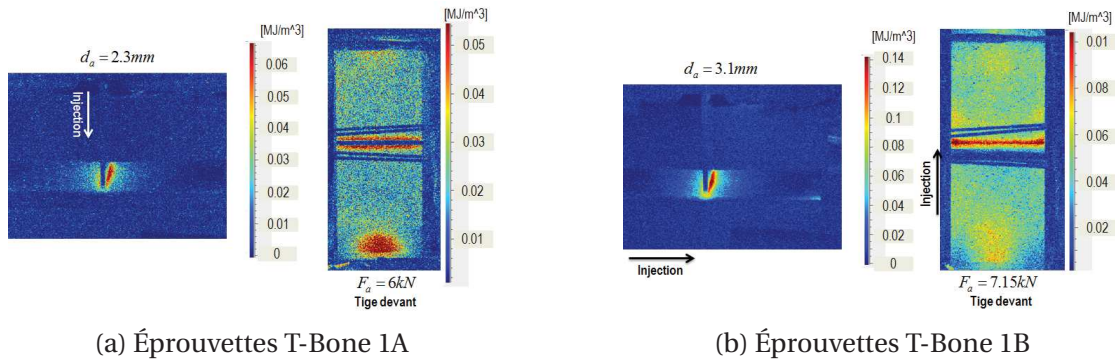 [MJ/m^3]
[MJ/m^3]
[MJ/m^3]
[MJ/m^3]
d_a = 2.3mm
Injection
0.06
0.05
0.04
0.03
0.02
0.01
0
0.05
0.04
0.03
0.02
0.01
F_a = 6kN
Tige devant
d_a = 3.1mm
Injection
0.14
0.12
0.1
0.08
0.06
0.04
0.02
0
Injection
0.01
0.08
0.06
0.04
0.02
F_a = 7.15kN
Tige devant
(a) Éprouvettes T-Bone 1A
(b) Éprouvettes T-Bone 1B